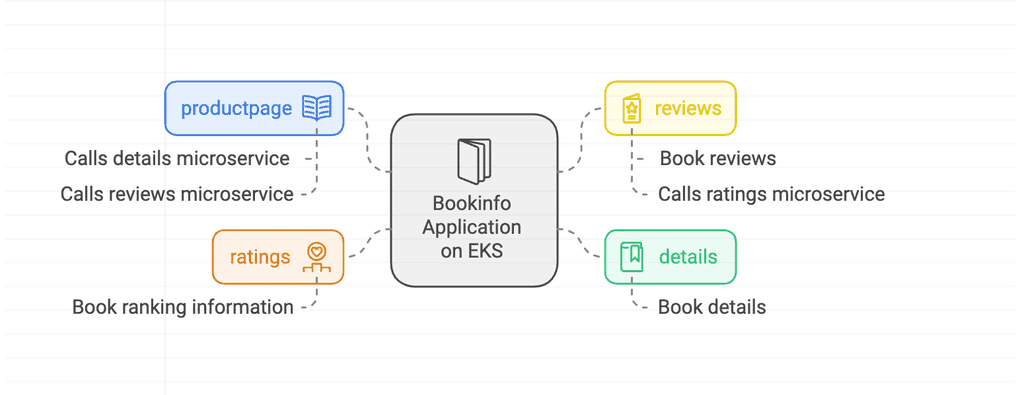 productpage
Calls details microservice
Calls reviews microservice
ratings
Book ranking information
Bookinfo
Application
on EKS
reviews
Book reviews
Calls ratings microservice
details
Book details